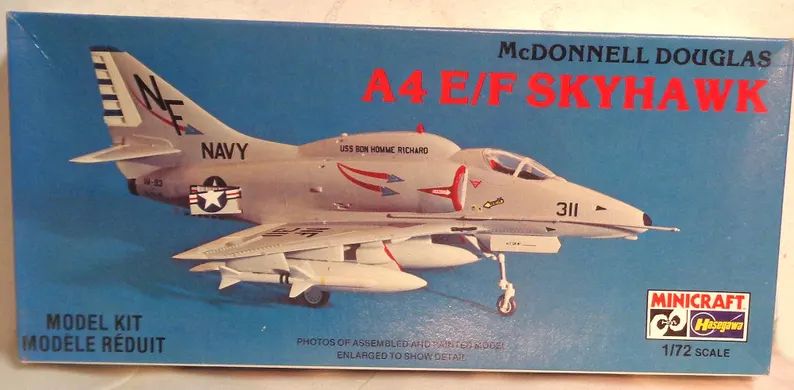 McDONNELL DOUGLAS
A4 E/F SKYHAWK
NF
NAVY
USS BON HOMME RICHARD
311
MODEL KIT
MODÈLE RÉDUIT
PHOTOS OF ASSEMBLED AND PAINTED MODEL
ENLARGED TO SHOW DETAIL
MINICRAFT
Hasegawa
1/72 SCALE